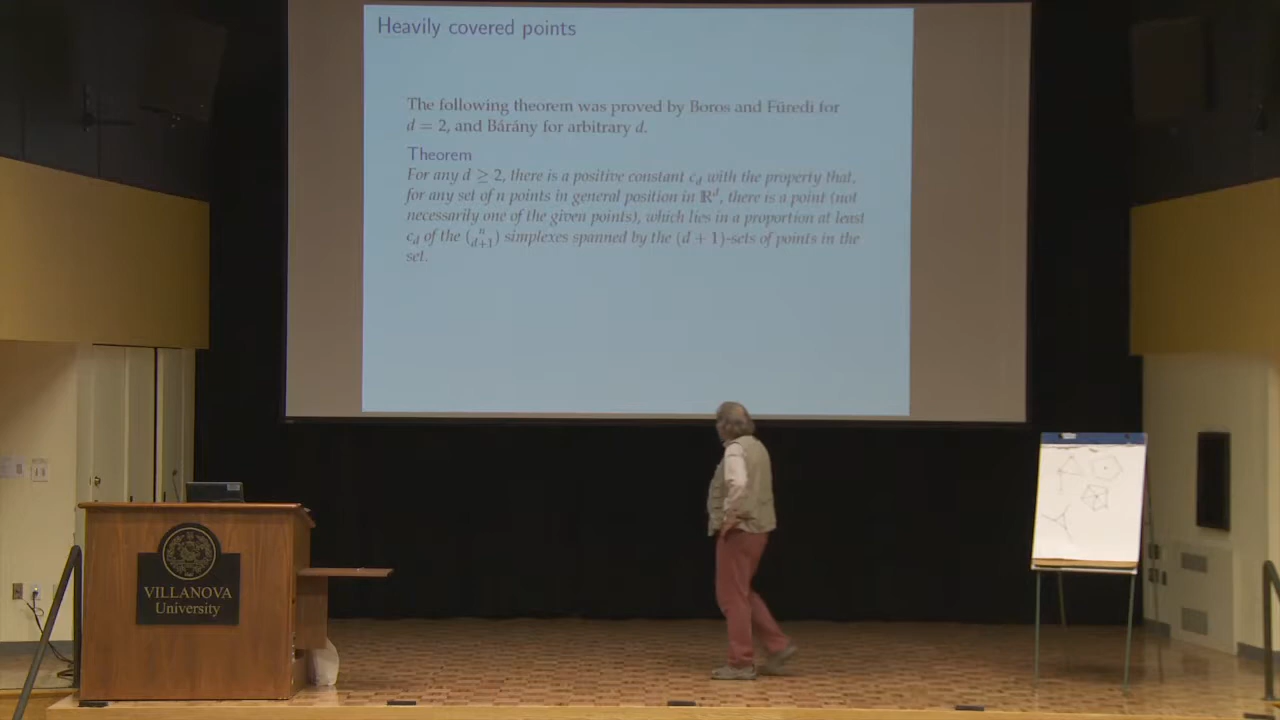 Heavily covered points
The following theorem was proved by Boros and Füredi for
d = 2, and Bárány for arbitrary d.
Theorem
For any d ≥ 2, there is a positive constant c_d with the property that,
for any set of n points in general position in ℝ^d, there is a point (not
necessarily one of the given points), which lies in a proportion at least
c_d of the (n d+1) simplexes spanned by the (d + 1)-sets of points in the
set.
VILLANOVA
University